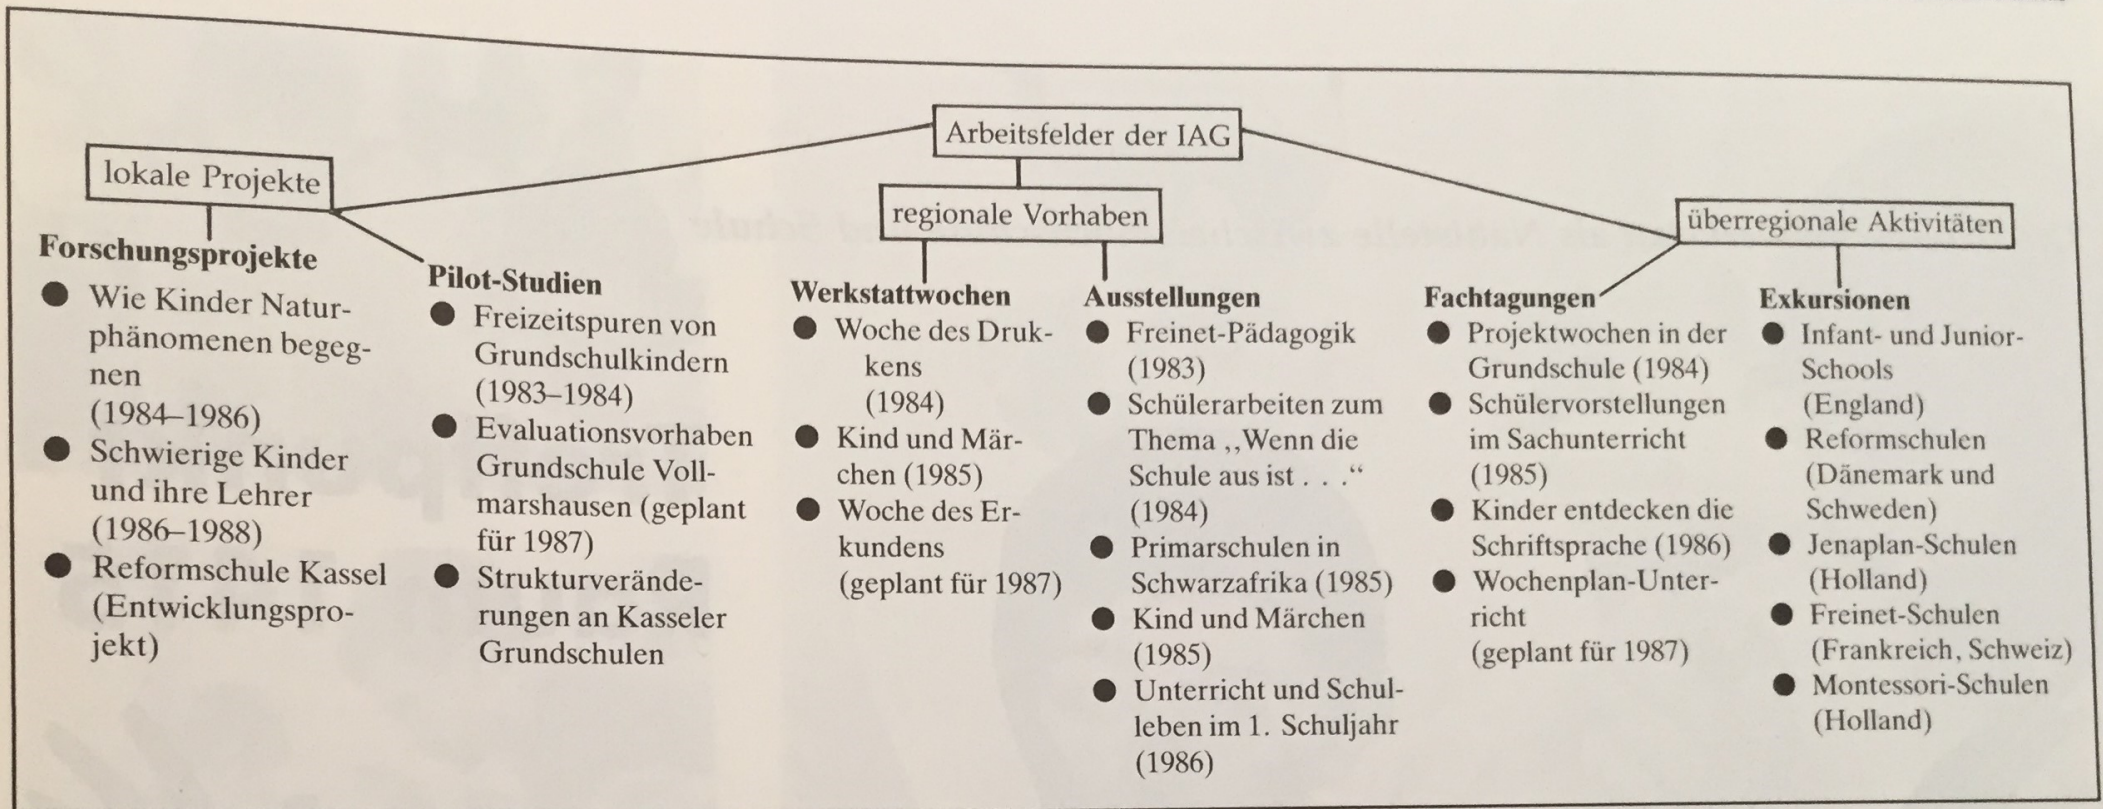 Arbeitsfelder der IAG
lokale Projekte
Forschungsprojekte
● Wie Kinder Natur-
phänomenen begeg-
nen
(1984–1986)
● Schwierige Kinder
und ihre Lehrer
(1986–1988)
● Reformschule Kassel
(Entwicklungspro-
jekt)
Pilot-Studien
● Freizeitspuren von
Grundschulkindern
(1983–1984)
● Evaluationsvorhaben
Grundschule Voll-
marshausen (geplant
für 1987)
● Strukturverände-
rungen an Kasseler
Grundschulen
regionale Vorhaben
Werkstattwochen
● Woche des Druk-
kens
(1984)
● Kind und Mär-
chen (1985)
● Woche des Er-
kundens
(geplant für 1987)
Ausstellungen
● Freinet-Pädagogik
(1983)
● Schülerarbeiten zum
Thema ,,Wenn die
Schule aus ist . . .“
(1984)
● Primarschulen in
Schwarzafrika (1985)
● Kind und Märchen
(1985)
● Unterricht und Schul-
leben im 1. Schuljahr
(1986)
überregionale Aktivitäten
Fachtagungen
● Projektwochen in der
Grundschule (1984)
● Schülervorstellungen
im Sachunterricht
(1985)
● Kinder entdecken die
Schriftsprache (1986)
● Wochenplan-Unter-
richt
(geplant für 1987)
Exkursionen
● Infant- und Junior-
Schools
(England)
● Reformschulen
(Dänemark und
Schweden)
● Jenaplan-Schulen
(Holland)
● Freinet-Schulen
(Frankreich, Schweiz)
● Montessori-Schulen
(Holland)